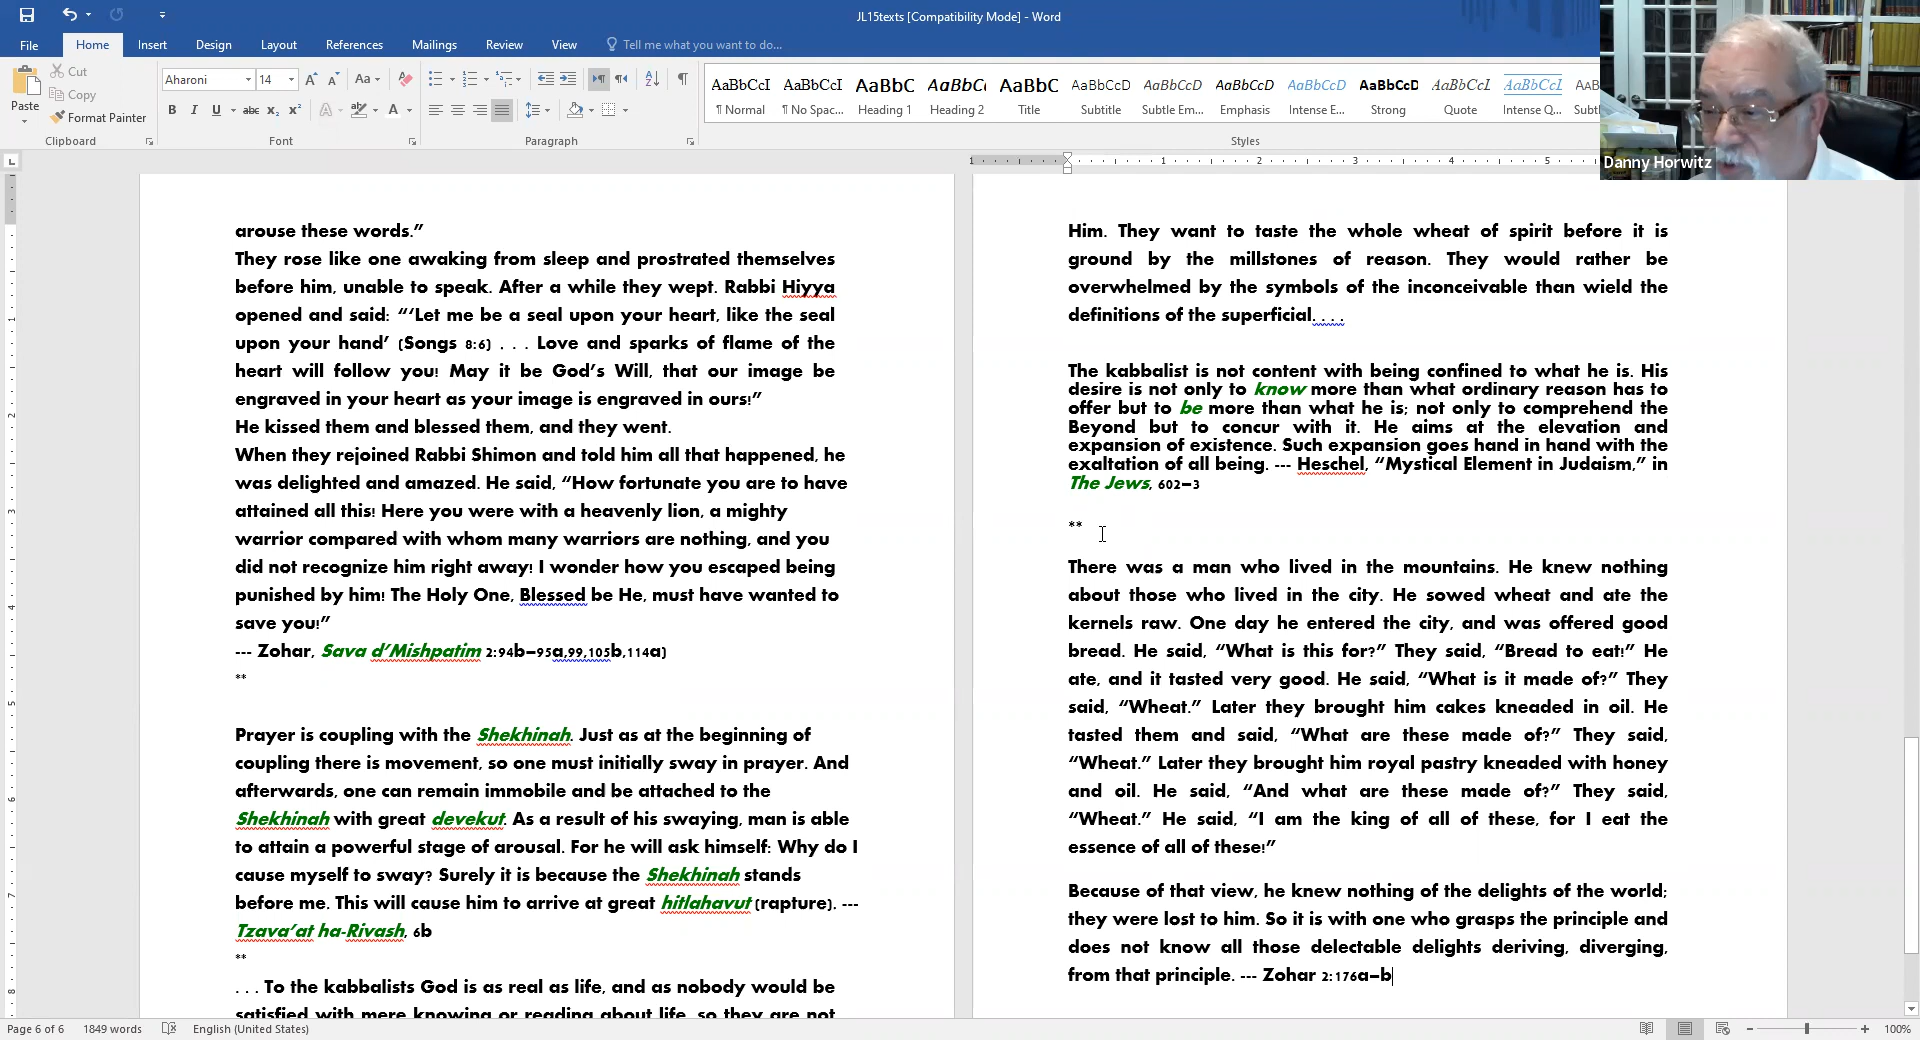 JL15texts [Compatibility Mode] - Word
File Home Insert Design Layout References Mailings Review View Tell me what you want to do...
Paste
Cut
Copy
Format Painter
Clipboard
Aharoni 14
Aa
B I U abc X₂ X²
Font
Paragraph
AaBbCcI AaBbCcI AaBbC AaBbC( AaBbC AaBbCcD AaBbCcD AaBbCcD AaBbCcD AaBbCcD AaBbCcI AaBbCcI AABB
¶ Normal ¶ No Spac... Heading 1 Heading 2 Title Subtitle Subtle Em... Emphasis Intense E... Strong Quote Intense Q... Subt
Styles
Danny Horwitz
1 1 2 3 4 5
arouse these words.”
They rose like one awaking from sleep and prostrated themselves
before him, unable to speak. After a while they wept. Rabbi Hiyya
opened and said: “‘Let me be a seal upon your heart, like the seal
upon your hand’ (Songs 8:6) . . . Love and sparks of flame of the
heart will follow you! May it be God’s Will, that our image be
engraved in your heart as your image is engraved in ours!”
He kissed them and blessed them, and they went.
When they rejoined Rabbi Shimon and told him all that happened, he
was delighted and amazed. He said, “How fortunate you are to have
attained all this! Here you were with a heavenly lion, a mighty
warrior compared with whom many warriors are nothing, and you
did not recognize him right away! I wonder how you escaped being
punished by him! The Holy One, Blessed be He, must have wanted to
save you!”
--- Zohar, Sava d’Mishpatim 2:94b–95a,99,105b,114a)
**
Prayer is coupling with the Shekhinah. Just as at the beginning of
coupling there is movement, so one must initially sway in prayer. And
afterwards, one can remain immobile and be attached to the
Shekhinah with great devekut. As a result of his swaying, man is able
to attain a powerful stage of arousal. For he will ask himself: Why do I
cause myself to sway? Surely it is because the Shekhinah stands
before me. This will cause him to arrive at great hitlahavut (rapture). ---
Tzava’at ha-Rivash, 6b
**
. . . To the kabbalists God is as real as life, and as nobody would be
satisfied with mere knowing or reading about life, so they are not
Him. They want to taste the whole wheat of spirit before it is
ground by the millstones of reason. They would rather be
overwhelmed by the symbols of the inconceivable than wield the
definitions of the superficial. . . .
The kabbalist is not content with being confined to what he is. His
desire is not only to know more than what ordinary reason has to
offer but to be more than what he is; not only to comprehend the
Beyond but to concur with it. He aims at the elevation and
expansion of existence. Such expansion goes hand in hand with the
exaltation of all being. --- Heschel, “Mystical Element in Judaism,” in
The Jews, 602–3
**
There was a man who lived in the mountains. He knew nothing
about those who lived in the city. He sowed wheat and ate the
kernels raw. One day he entered the city, and was offered good
bread. He said, “What is this for?” They said, “Bread to eat!” He
ate, and it tasted very good. He said, “What is it made of?” They
said, “Wheat.” Later they brought him cakes kneaded in oil. He
tasted them and said, “What are these made of?” They said,
“Wheat.” Later they brought him royal pastry kneaded with honey
and oil. He said, “And what are these made of?” They said,
“Wheat.” He said, “I am the king of all of these, for I eat the
essence of all of these!”
Because of that view, he knew nothing of the delights of the world;
they were lost to him. So it is with one who grasps the principle and
does not know all those delectable delights deriving, diverging,
from that principle. --- Zohar 2:176a–b
Page 6 of 6 1849 words English (United States) 100%